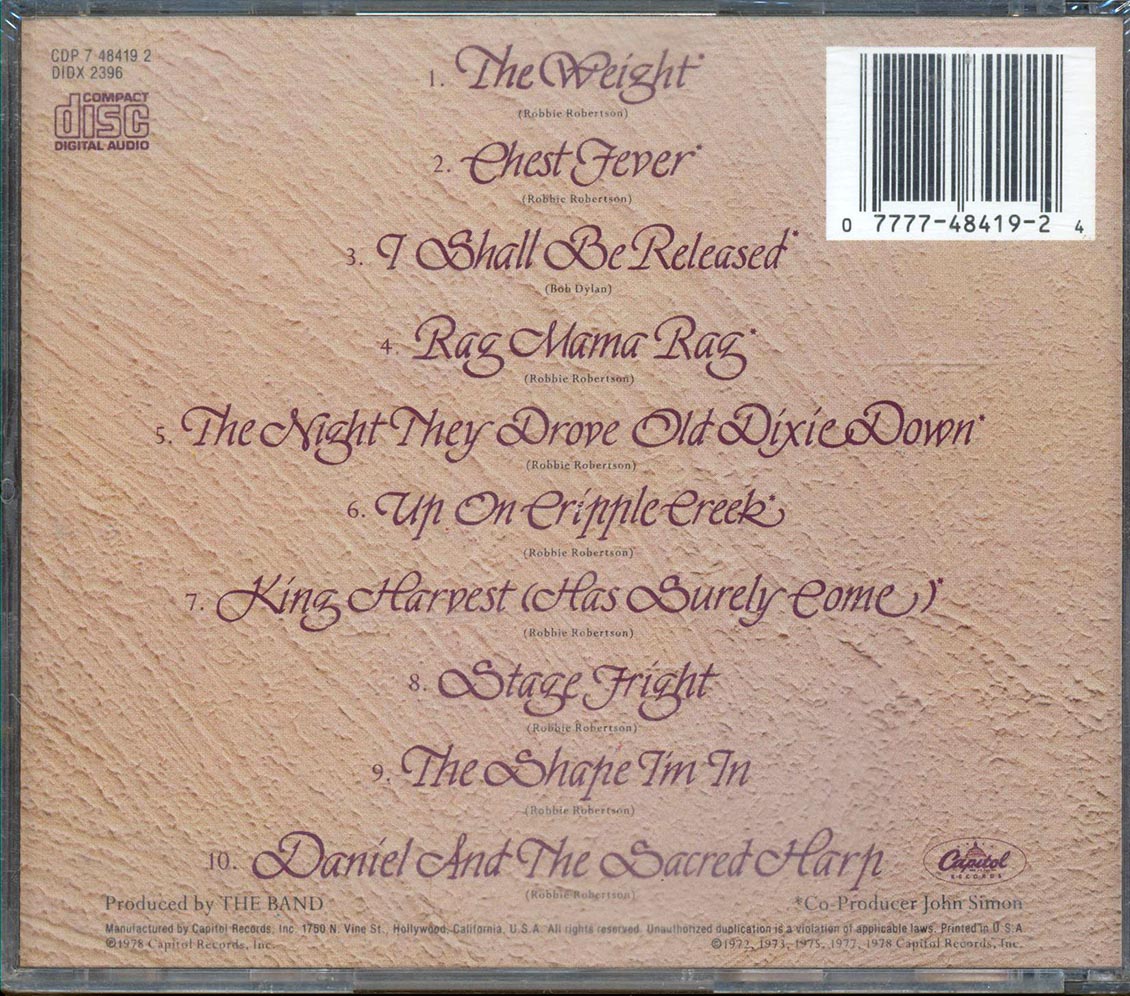 CDP 7 48419 2
DIDX 2396
COMPACT
disc
DIGITAL AUDIO
1. The Weight*
(Robbie Robertson)
2. Chest Fever*
(Robbie Robertson)
3. I Shall Be Released*
(Bob Dylan)
4. Rag Mama Rag*
(Robbie Robertson)
5. The Night They Drove Old Dixie Down*
(Robbie Robertson)
6. Up On Cripple Creek*
(Robbie Robertson)
7. King Harvest (Has Surely Come)*
(Robbie Robertson)
8. Stage Fright
(Robbie Robertson)
9. The Shape I'm In
(Robbie Robertson)
10. Daniel And The Sacred Harp
(Robbie Robertson)
0 7777-48419-2 4
Capitol
RECORDS
Produced by THE BAND
*Co-Producer John Simon
Manufactured by Capitol Records, Inc. 1750 N. Vine St., Hollywood, California, U.S.A. All rights reserved. Unauthorized duplication is a violation of applicable laws. Printed in U.S.A.
℗1978 Capitol Records, Inc.
©1972, 1973, 1975, 1977, 1978 Capitol Records, Inc.